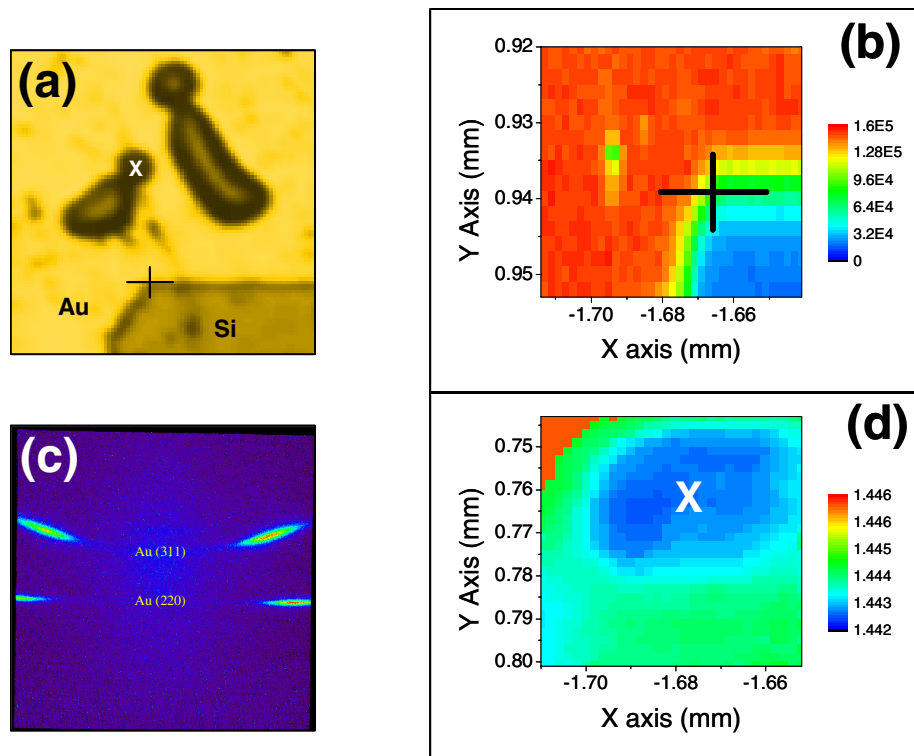 (a)
X
Au
Si
(b)
0.92
0.93
0.94
0.95
Y Axis (mm)
-1.70
-1.68
-1.66
X axis (mm)
1.6E5
1.28E5
9.6E4
3.2E4
0
(c)
Au (311)
Au (220)
(d)
0.75
0.76
0.77
0.78
0.79
0.80
Y Axis (mm)
X
-1.70
-1.68
-1.66
X axis (mm)
1.446
1.446
1.445
1.444
1.443
1.442